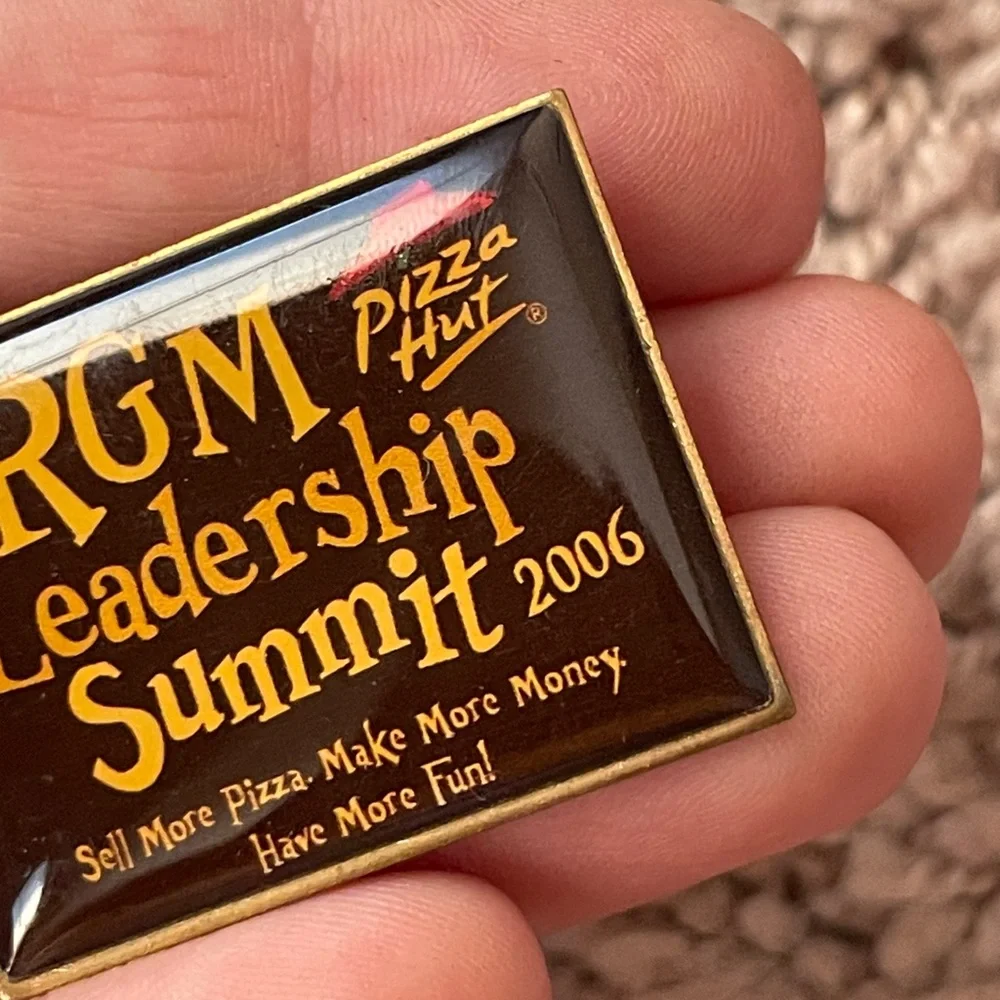 Pizza
Hut®
RGM
Leadership
Summit 2006
Sell More Pizza. Make More Money.
Have More Fun!